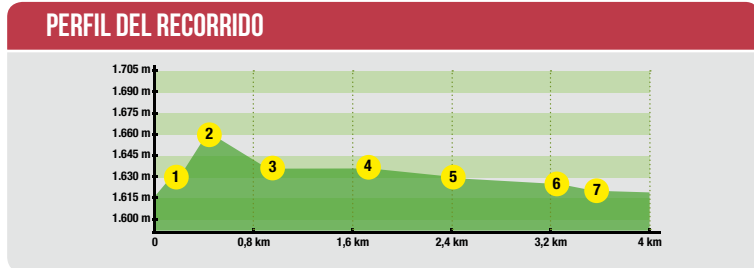 PERFIL DEL RECORRIDO
1.705 m
1.690 m
1.675 m
1.660 m
1.645 m
1.630 m
1.615 m
1.600 m
1
2
3
4
5
6
7
0
0,8 km
1,6 km
2,4 km
3,2 km
4 km